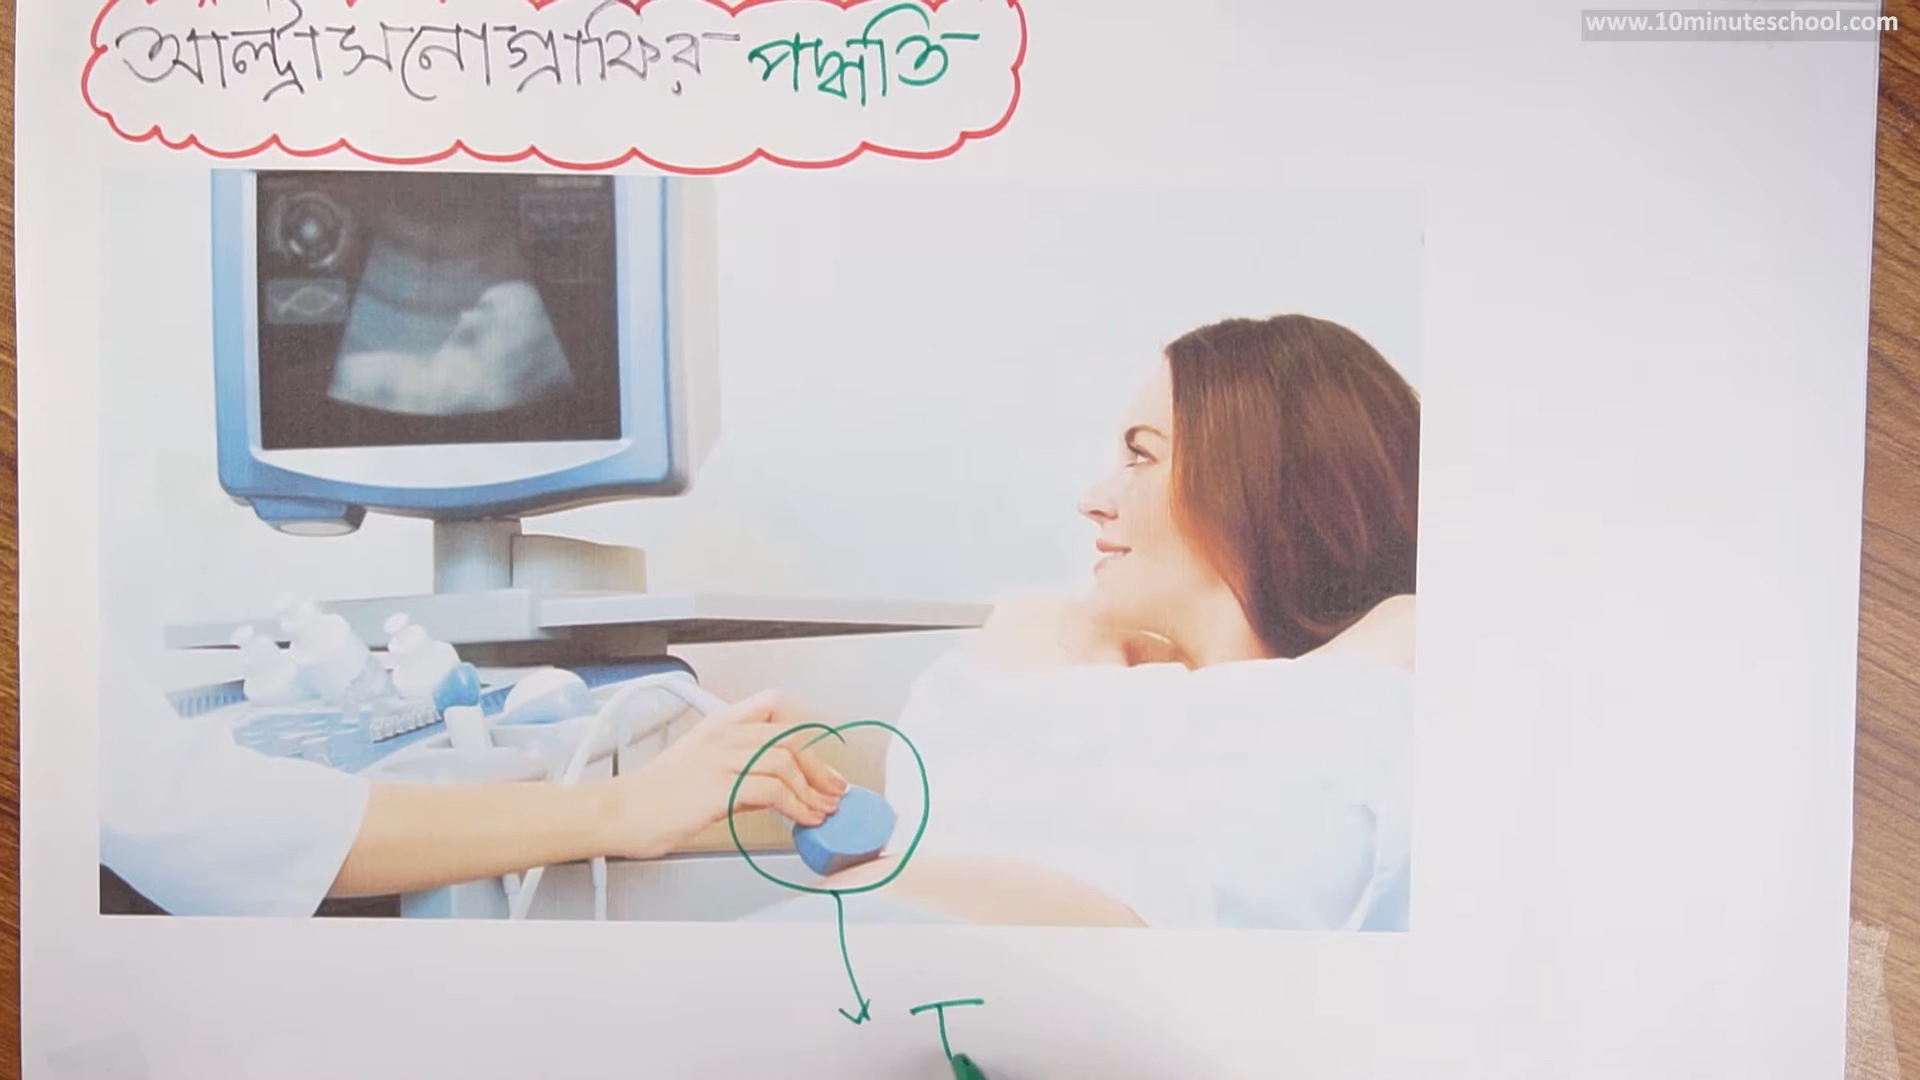 www.10minuteschool.com
আল্ট্রাসনোগ্রাফির পদ্ধতি
T